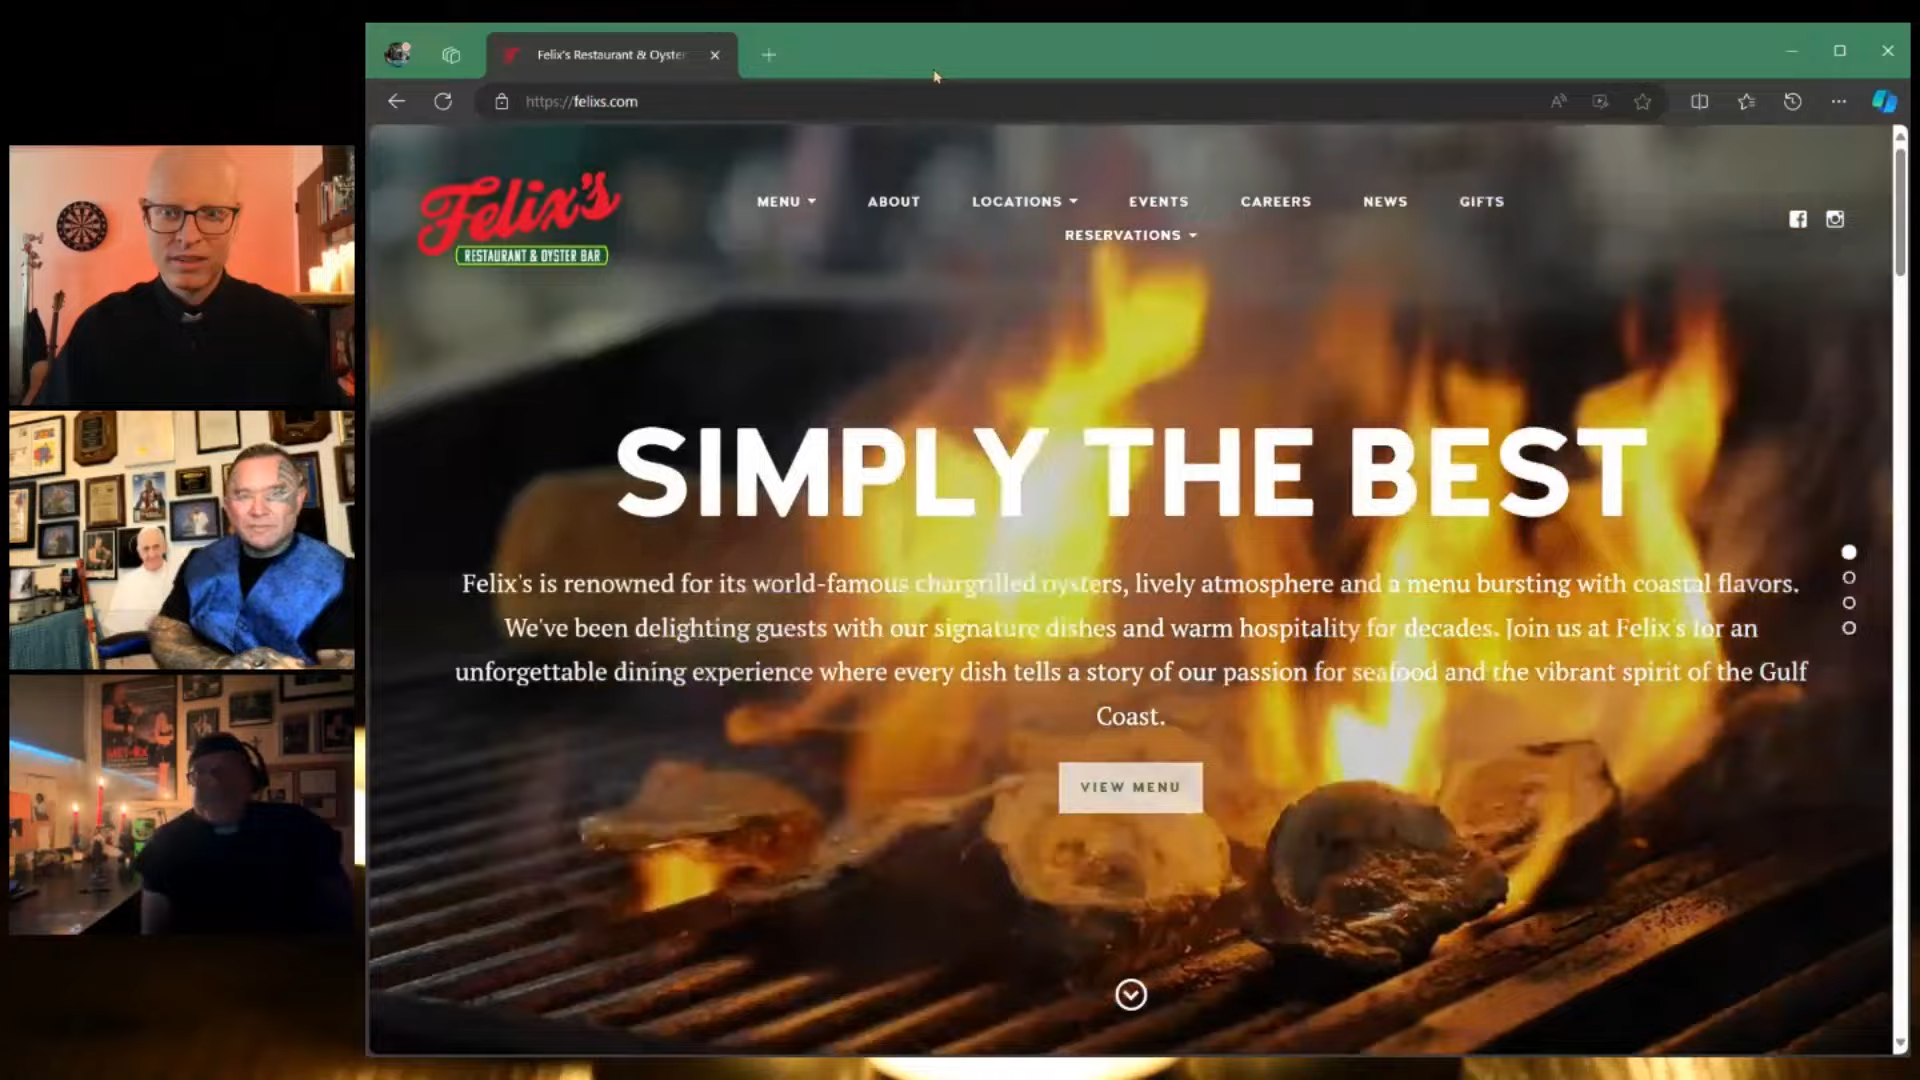 Felix's Restaurant & Oyster
https://felixs.com
Felix's
RESTAURANT & OYSTER BAR
MENU
ABOUT
LOCATIONS
EVENTS
CAREERS
NEWS
GIFTS
RESERVATIONS
SIMPLY THE BEST
Felix's is renowned for its world-famous chargrilled oysters, lively atmosphere and a menu bursting with coastal flavors.
We've been delighting guests with our signature dishes and warm hospitality for decades. Join us at Felix's for an
unforgettable dining experience where every dish tells a story of our passion for seafood and the vibrant spirit of the Gulf
Coast.
VIEW MENU